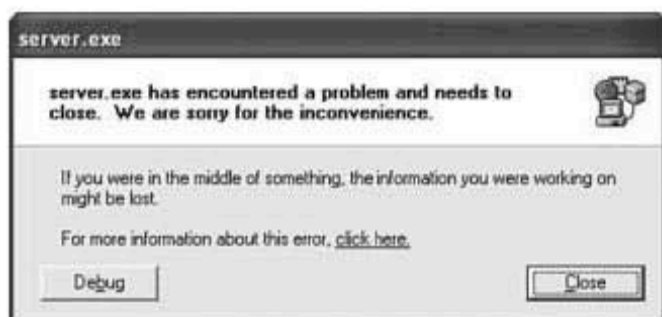 server.exe
server.exe has encountered a problem and needs to
close. We are sorry for the inconvenience.
If you were in the middle of something, the information you were working on
might be lost.
For more information about this error, click here.
Debug
Close